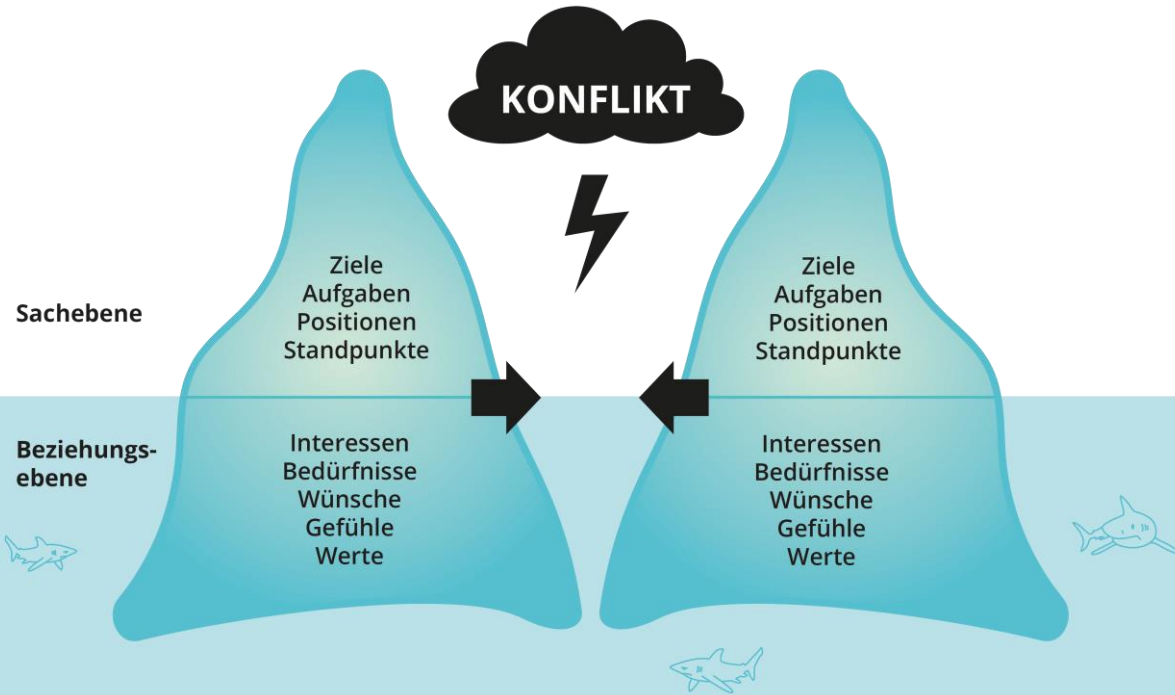 KONFLIKT
Sachebene
Ziele
Aufgaben
Positionen
Standpunkte
Ziele
Aufgaben
Positionen
Standpunkte
Beziehungs-
ebene
Interessen
Bedürfnisse
Wünsche
Gefühle
Werte
Interessen
Bedürfnisse
Wünsche
Gefühle
Werte